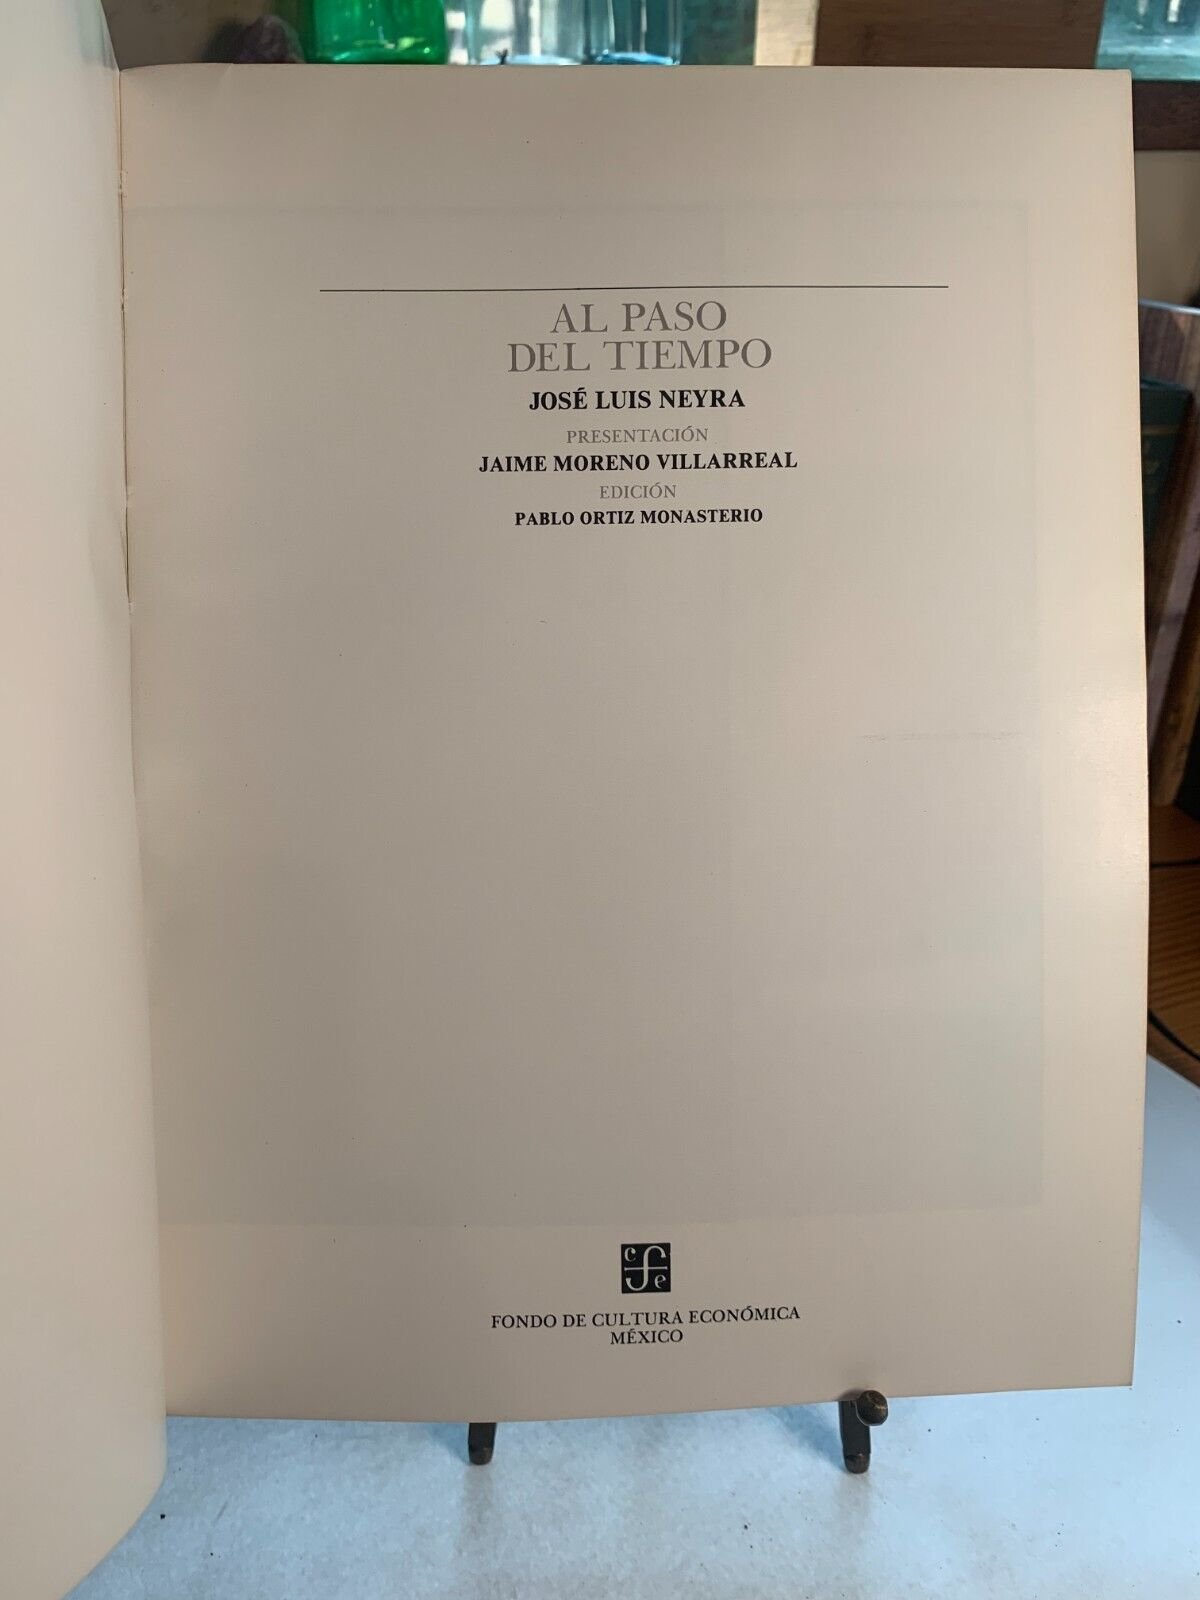 AL PASO
DEL TIEMPO
JOSÉ LUIS NEYRA
PRESENTACIÓN
JAIME MORENO VILLARREAL
EDICIÓN
PABLO ORTIZ MONASTERIO
cfe
FONDO DE CULTURA ECONÓMICA
MÉXICO